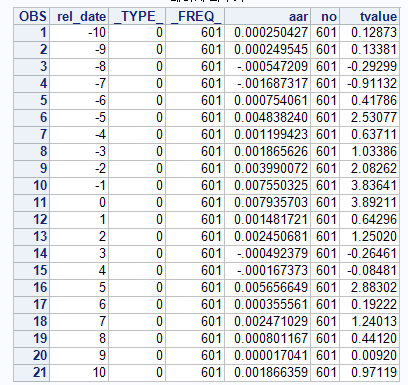 OBS rel_date _TYPE_ _FREQ_ aar no tvalue
1 -10 0 601 0.000250427 601 0.12873
2 -9 0 601 0.000249545 601 0.13381
3 -8 0 601 -.000547209 601 -0.29299
4 -7 0 601 -.001687317 601 -0.91132
5 -6 0 601 0.000754061 601 0.41786
6 -5 0 601 0.004838240 601 2.53077
7 -4 0 601 0.001199423 601 0.63711
8 -3 0 601 0.001865626 601 1.03386
9 -2 0 601 0.003990072 601 2.08262
10 -1 0 601 0.007550325 601 3.83641
11 0 0 601 0.007935703 601 3.89211
12 1 0 601 0.001481721 601 0.64296
13 2 0 601 0.002450681 601 1.25020
14 3 0 601 -.000492379 601 -0.26461
15 4 0 601 -.000167373 601 -0.08481
16 5 0 601 0.005656649 601 2.88302
17 6 0 601 0.000355561 601 0.19222
18 7 0 601 0.002471029 601 1.24013
19 8 0 601 0.000801167 601 0.44120
20 9 0 601 0.000017041 601 0.00920
21 10 0 601 0.001866359 601 0.97119